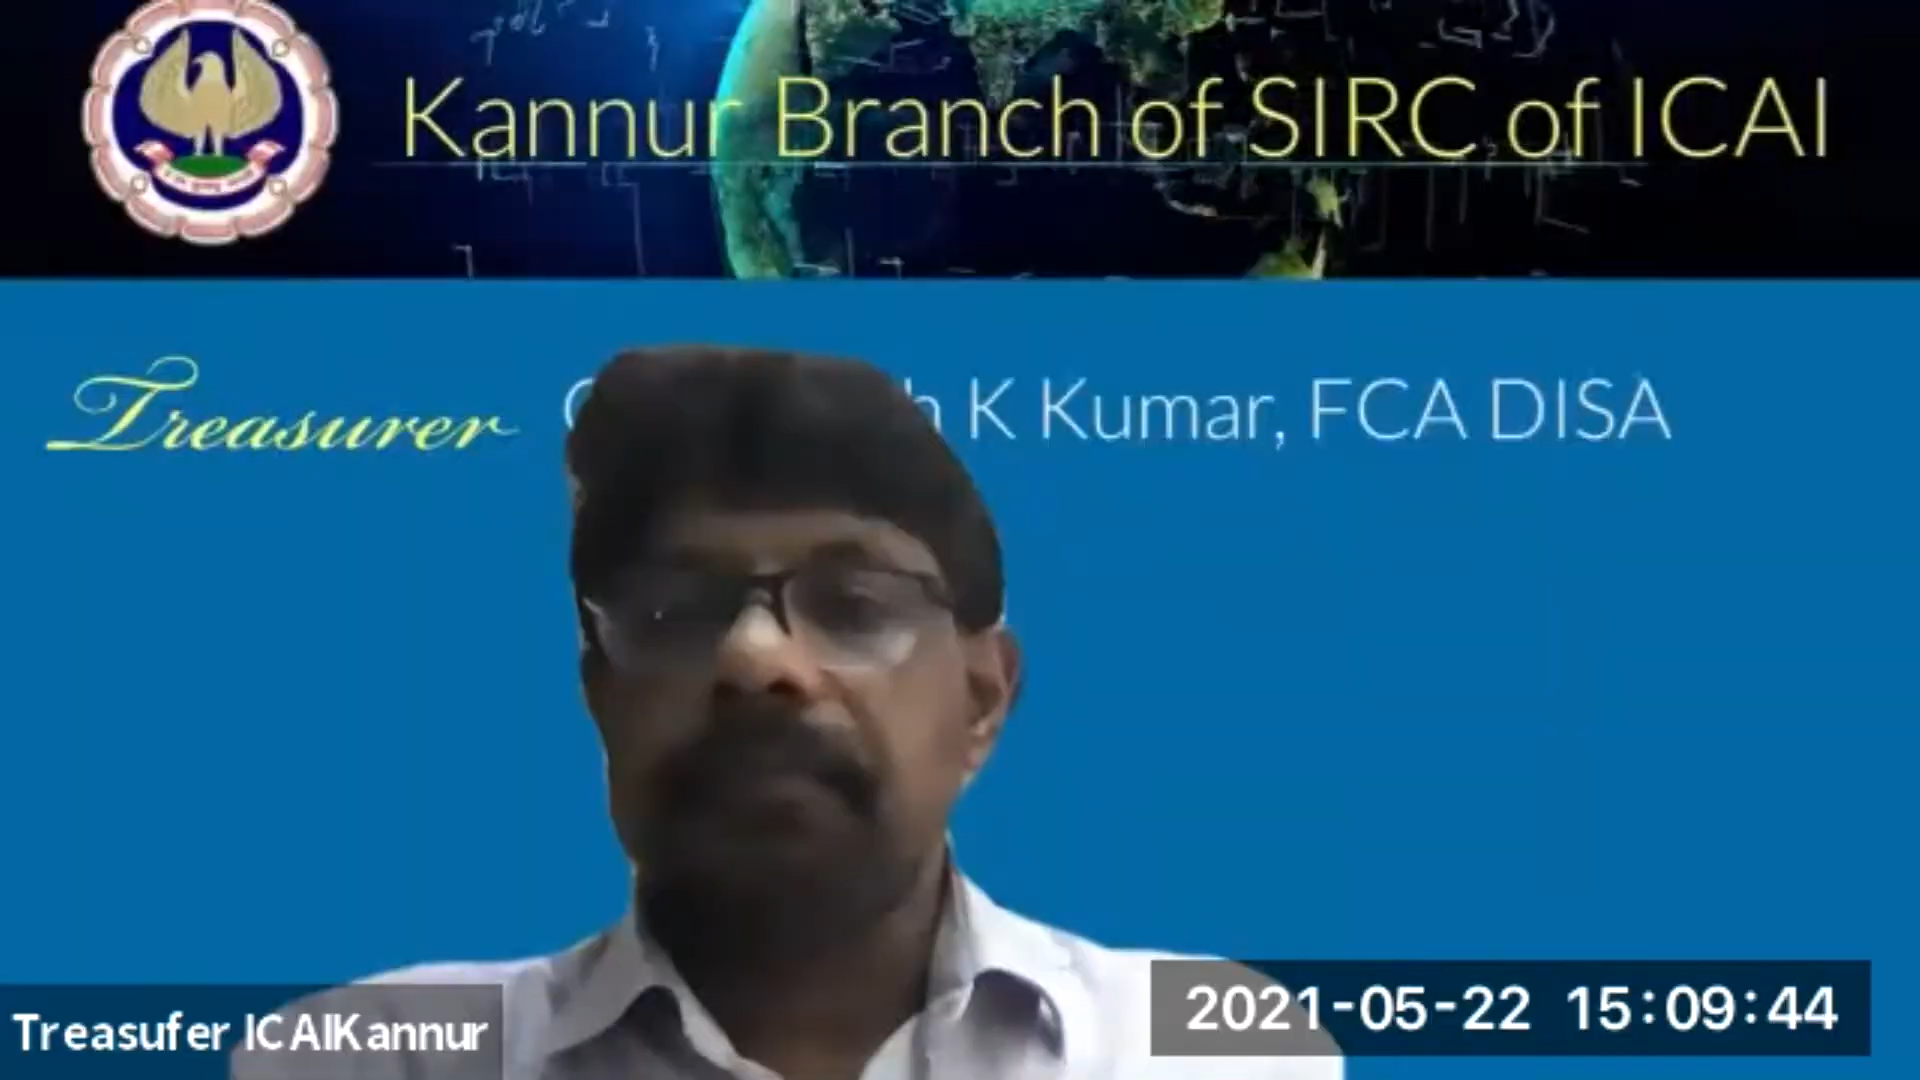 Kannur Branch of SIRC of ICAI
Treasurer K Kumar, FCA DISA
Treasufer ICAIKannur
2021-05-22 15:09:44